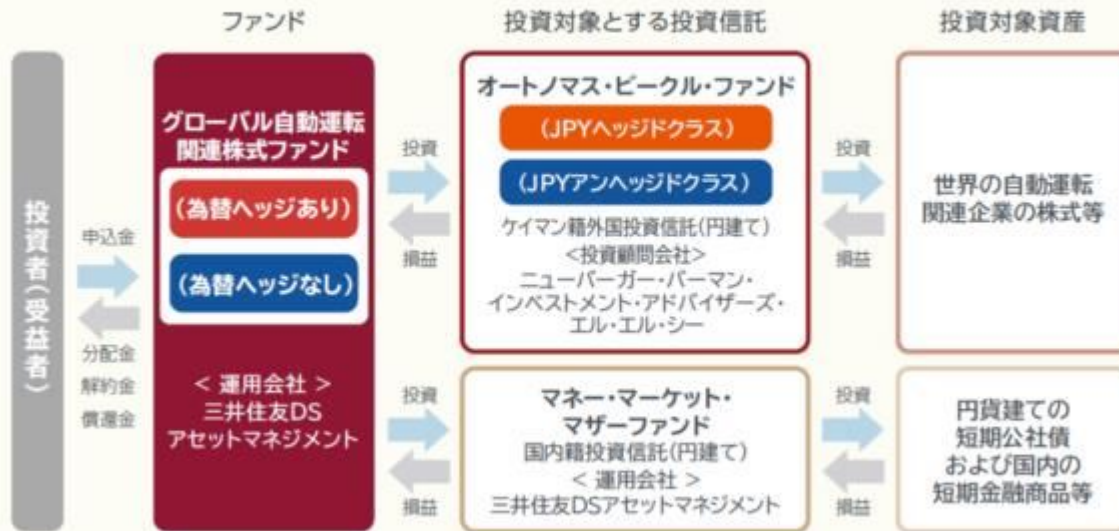 ファンド
投資対象とする投資信託
投資対象資産
投資者(受益者)
申込金
分配金
解約金
償還金
グローバル自動運転
関連株式ファンド
(為替ヘッジあり)
(為替ヘッジなし)
< 運用会社 >
三井住友DS
アセットマネジメント
投資
損益
オートノマス・ビークル・ファンド
(JPYヘッジドクラス)
(JPYアンヘッジドクラス)
ケイマン籍外国投資信託(円建て)
<投資顧問会社>
ニューバーガー・バーマン・
インベストメント・アドバイザーズ・
エル・エル・シー
投資
損益
世界の自動運転
関連企業の株式等
投資
損益
マネー・マーケット・
マザーファンド
国内籍投資信託(円建て)
< 運用会社 >
三井住友DSアセットマネジメント
投資
損益
円貨建ての
短期公社債
および国内の
短期金融商品等